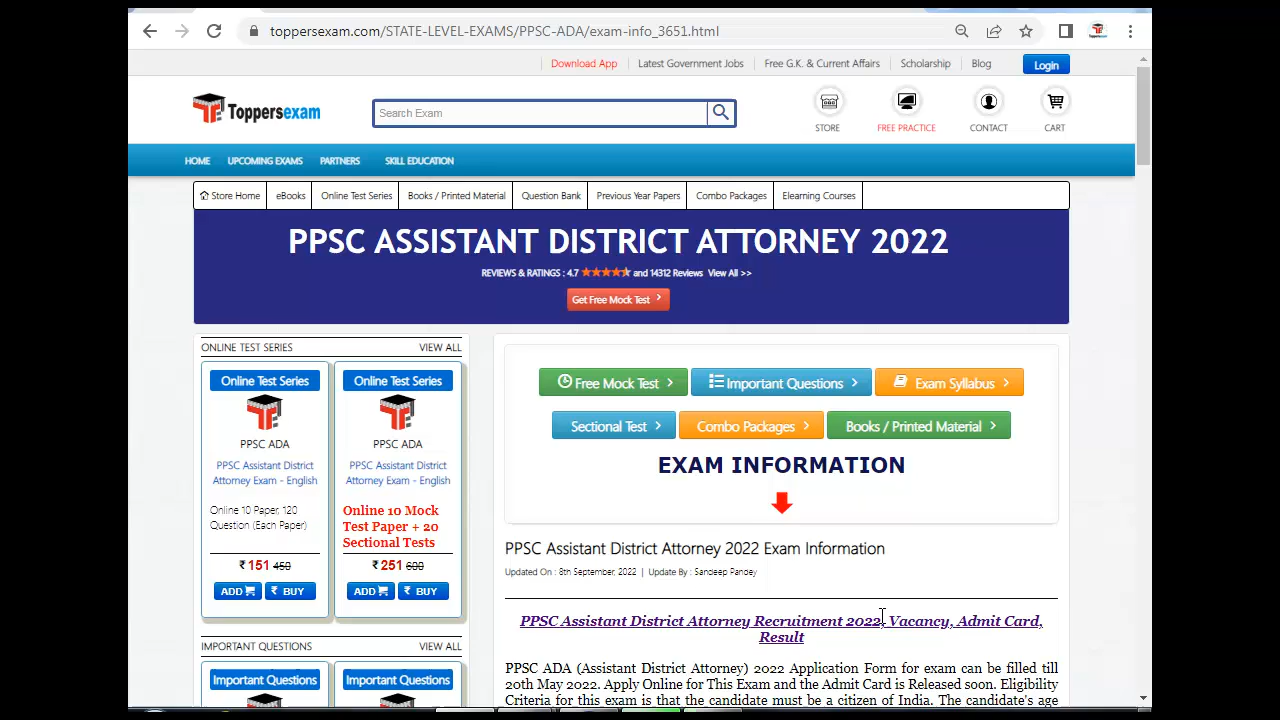 toppersexam.com/STATE-LEVEL-EXAMS/PPSC-ADA/exam-info_3651.html
Download App
Latest Government Jobs
Free G.K. & Current Affairs
Scholarship
Blog
Login
Toppersexam
Search Exam
STORE
FREE PRACTICE
CONTACT
CART
HOME
UPCOMING EXAMS
PARTNERS
SKILL EDUCATION
Store Home
eBooks
Online Test Series
Books / Printed Material
Question Bank
Previous Year Papers
Combo Packages
Elearning Courses
PPSC ASSISTANT DISTRICT ATTORNEY 2022
REVIEWS & RATINGS : 4.7 ★★★★ and 14312 Reviews View All >>
Get Free Mock Test
ONLINE TEST SERIES
VIEW ALL
Online Test Series
PPSC ADA
PPSC Assistant District
Attorney Exam - English
Online 10 Paper, 120
Question (Each Paper)
₹ 151 450
ADD
₹ BUY
Online Test Series
PPSC ADA
PPSC Assistant District
Attorney Exam - English
Online 10 Mock
Test Paper + 20
Sectional Tests
₹ 251 600
ADD
₹ BUY
IMPORTANT QUESTIONS
VIEW ALL
Important Questions
Important Questions
Free Mock Test
Important Questions
Exam Syllabus
Sectional Test
Combo Packages
Books / Printed Material
EXAM INFORMATION
PPSC Assistant District Attorney 2022 Exam Information
Updated On : 8th September, 2022 | Update By : Sandeep Pandey
PPSC Assistant District Attorney Recruitment 2022, Vacancy, Admit Card,
Result
PPSC ADA (Assistant District Attorney) 2022 Application Form for exam can be filled till
20th May 2022. Apply Online for This Exam and the Admit Card is Released soon. Eligibility
Criteria for this exam is that the candidate must be a citizen of India. The candidate's age